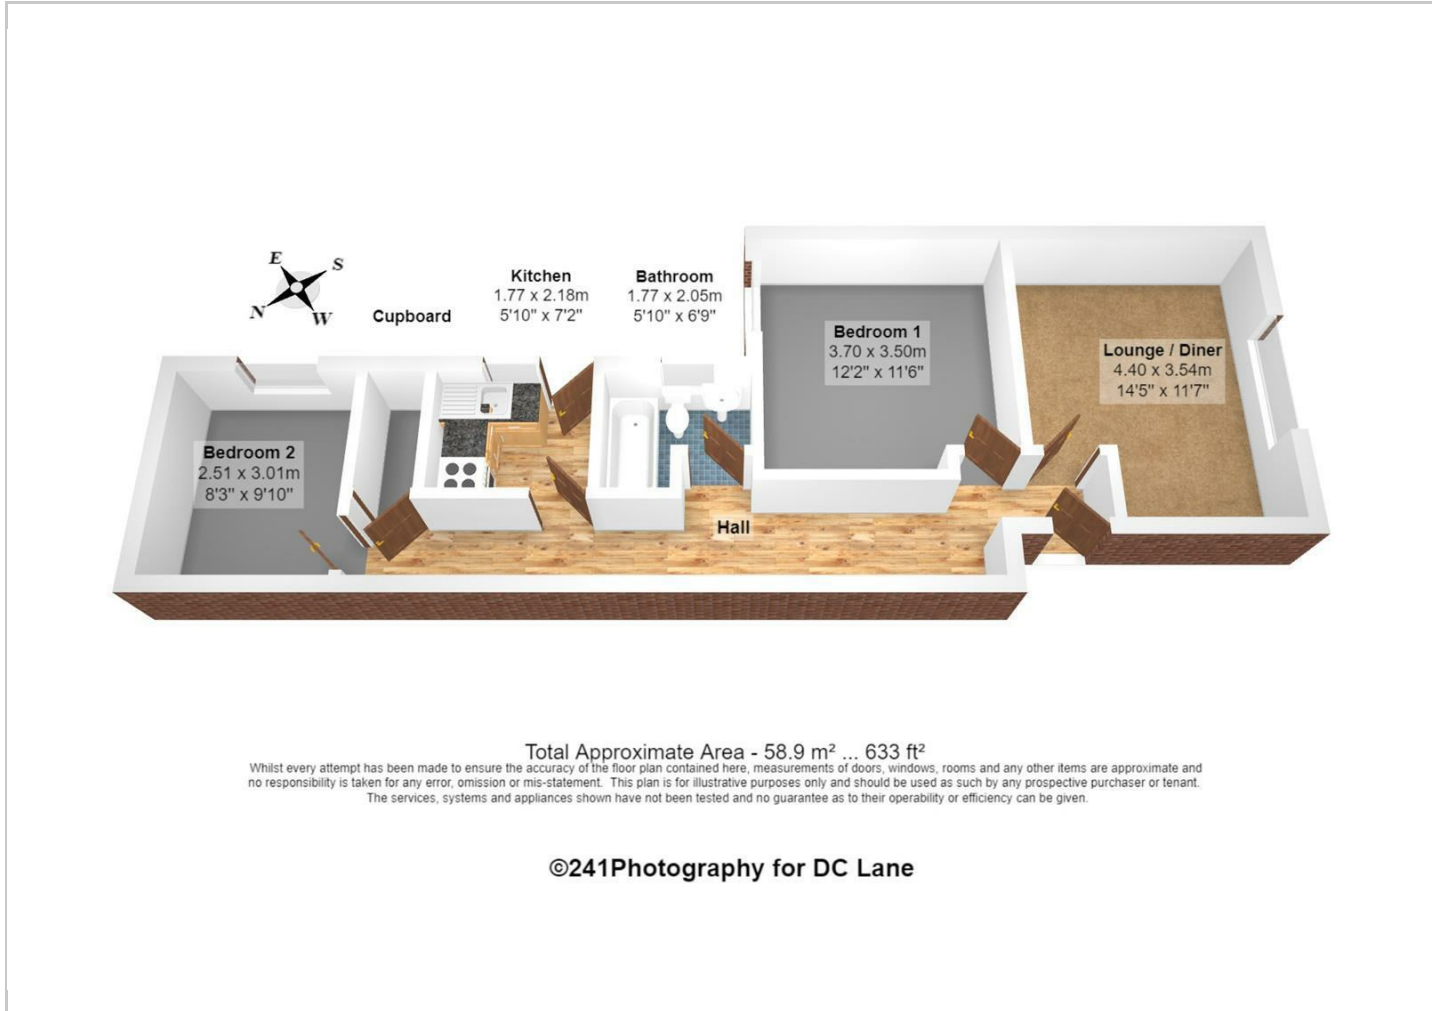 E
S
N
W
Cupboard
Kitchen
1.77 x 2.18m
5'10" x 7'2"
Bathroom
1.77 x 2.05m
5'10" x 6'9"
Bedroom 1
3.70 x 3.50m
12'2" x 11'6"
Lounge / Diner
4.40 x 3.54m
14'5" x 11'7"
Bedroom 2
2.51 x 3.01m
8'3" x 9'10"
Hall
Total Approximate Area - 58.9 m² ... 633 ft²
Whilst every attempt has been made to ensure the accuracy of the floor plan contained here, measurements of doors, windows, rooms and any other items are approximate and
no responsibility is taken for any error, omission or mis-statement. This plan is for illustrative purposes only and should be used as such by any prospective purchaser or tenant.
The services, systems and appliances shown have not been tested and no guarantee as to their operability or efficiency can be given.
©241Photography for DC Lane